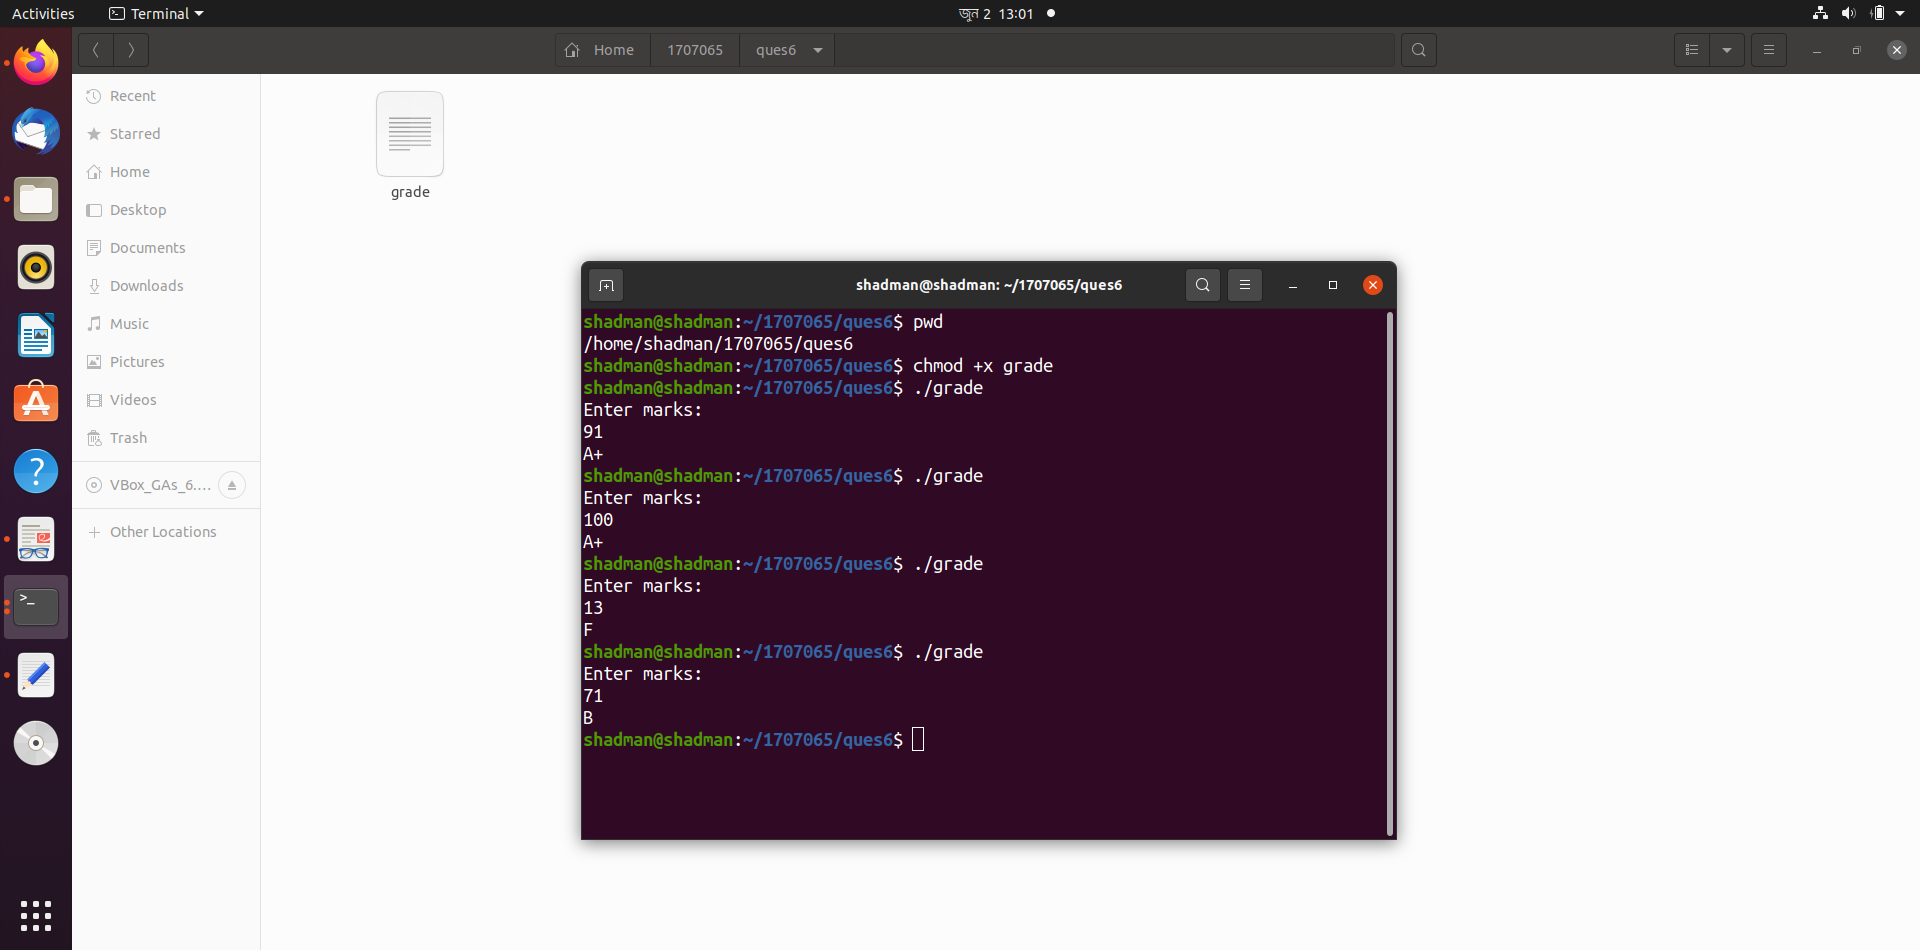 Activities
Terminal
জুন 2 13:01
Home
1707065
ques6
Recent
Starred
Home
Desktop
Documents
Downloads
Music
Pictures
Videos
Trash
VBox_GAs_6....
Other Locations
grade
shadman@shadman: ~/1707065/ques6
shadman@shadman:~/1707065/ques6$ pwd
/home/shadman/1707065/ques6
shadman@shadman:~/1707065/ques6$ chmod +x grade
shadman@shadman:~/1707065/ques6$ ./grade
Enter marks:
91
A+
shadman@shadman:~/1707065/ques6$ ./grade
Enter marks:
100
A+
shadman@shadman:~/1707065/ques6$ ./grade
Enter marks:
13
F
shadman@shadman:~/1707065/ques6$ ./grade
Enter marks:
71
B
shadman@shadman:~/1707065/ques6$